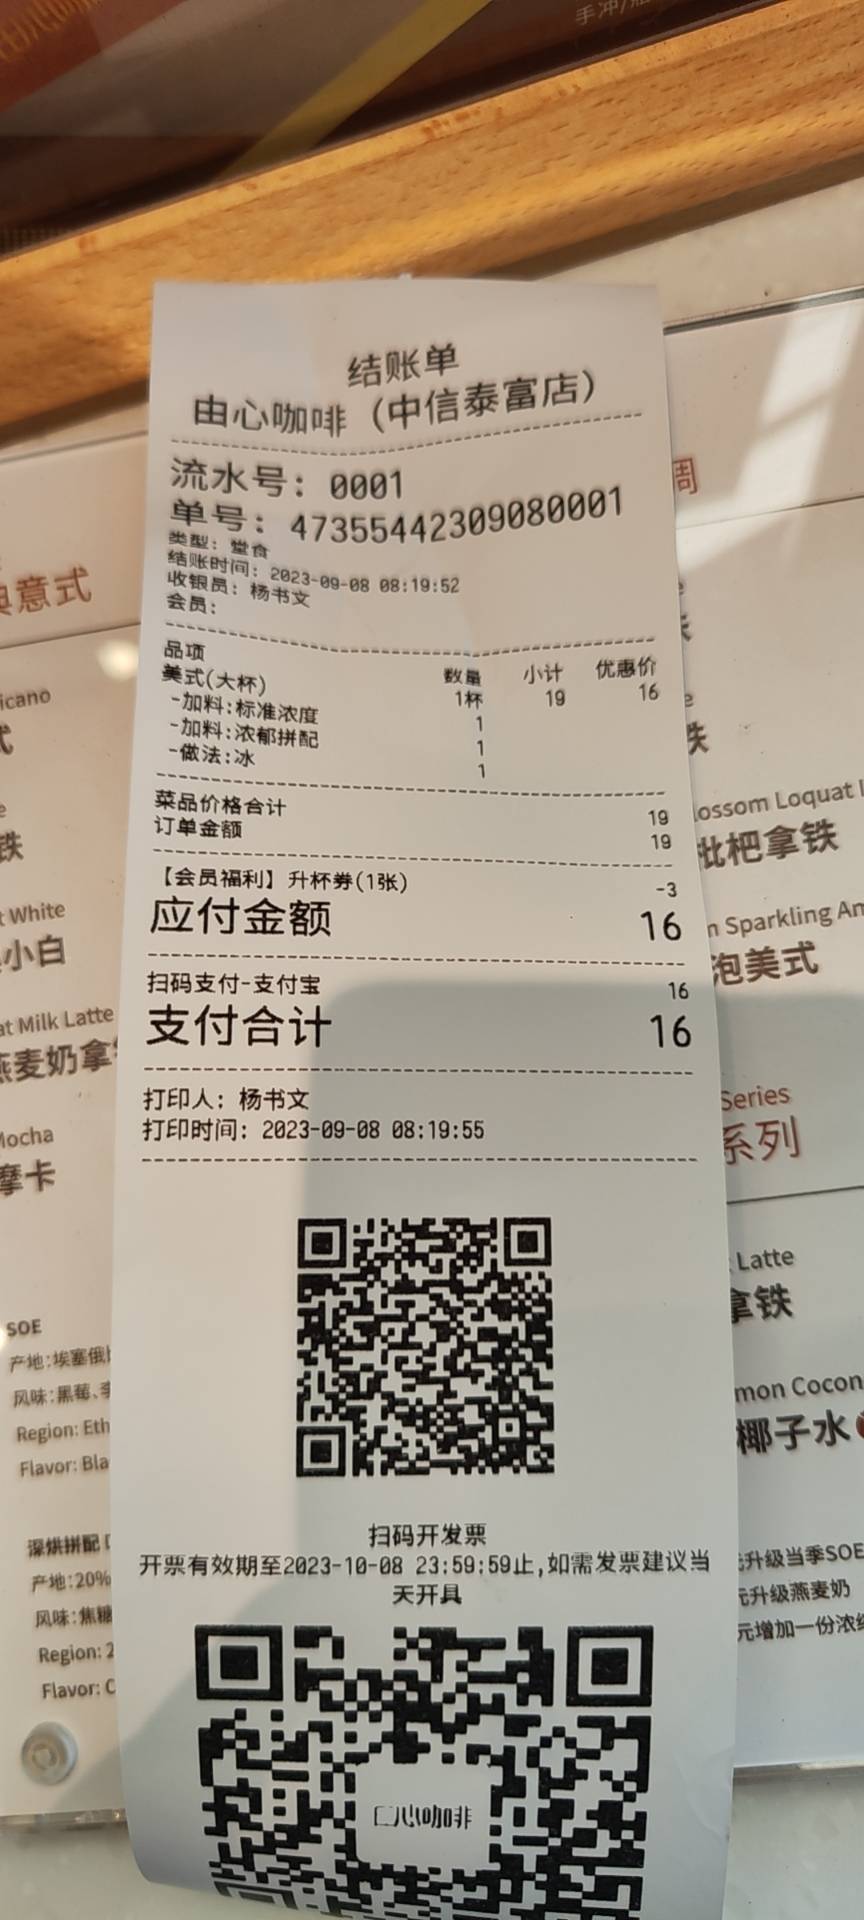 手冲/瓶
结账单
由心咖啡（中信泰富店）
流水号：0001
单号：47355442309080001
类型：堂食
结账时间：2023-09-08 08:19:52
收银员：杨书文
会员：
品项 数量 小计 优惠价
美式(大杯) 1杯 19 16
-加料:标准浓度 1
-加料:浓郁拼配 1
-做法:冰 1
菜品价格合计 19
订单金额 19
【会员福利】升杯券(1张) -3
应付金额 16
扫码支付-支付宝 16
支付合计 16
打印人：杨书文
打印时间：2023-09-08 08:19:55
扫码开发票
开票有效期至2023-10-08 23:59:59止,如需发票建议当
天开具
心咖啡
典意式
icano
式
铁
t White
小白
at Milk Latte
燕麦奶拿
Mocha
摩卡
SOE
产地:埃塞俄
风味:黑莓、李
Region: Eth
Flavor: Bla
深烘拼配
产地:20%
风味:焦糖
Region: 2
Flavor: C
调
铁
lossom Loquat
枇杷拿铁
n Sparkling Am
泡美式
Series
系列
Latte
拿铁
mon Cocon
椰子水
元升级当季SOE
元升级燕麦奶
元增加一份浓缩